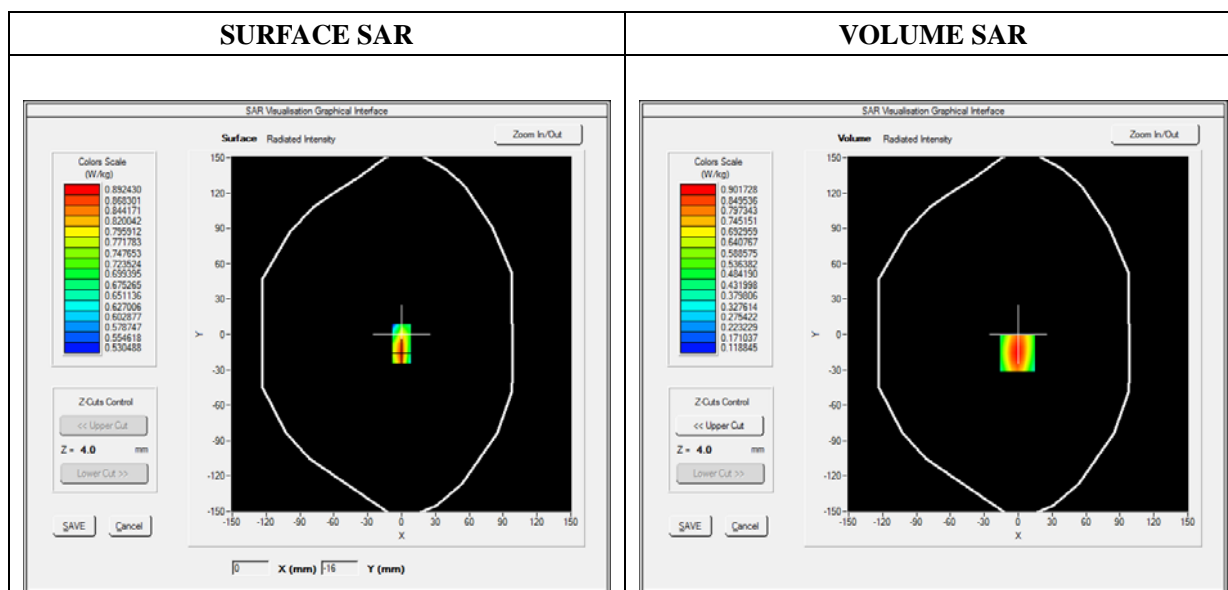 SURFACE SAR
VOLUME SAR
SAR Visualisation Graphical Interface
Surface Radiated Intensity
Zoom In/Out
Colors Scale
(W/kg)
0.892430
0.868301
0.844171
0.820042
0.795912
0.771783
0.747653
0.723524
0.699395
0.675265
0.651136
0.627006
0.602877
0.578747
0.554618
0.530488
Z-Cuts Control
<< Upper Cut
Z = 4.0 mm
Lower Cut >>
SAVE Cancel
150
120
90
60
30
0
-30
-60
-90
-120
-150
Y
-150 -120 -90 -60 -30 0 30 60 90 120 150
X
0 X (mm) -16 Y (mm)
SAR Visualisation Graphical Interface
Volume Radiated Intensity
Zoom In/Out
Colors Scale
(W/kg)
0.901728
0.849536
0.797343
0.745151
0.692959
0.640767
0.588575
0.536382
0.484190
0.431998
0.379806
0.327614
0.275422
0.223229
0.171037
0.118845
Z-Cuts Control
<< Upper Cut
Z = 4.0 mm
Lower Cut >>
SAVE Cancel
150
120
90
60
30
0
-30
-60
-90
-120
-150
Y
-150 -120 -90 -60 -30 0 30 60 90 120 150
X